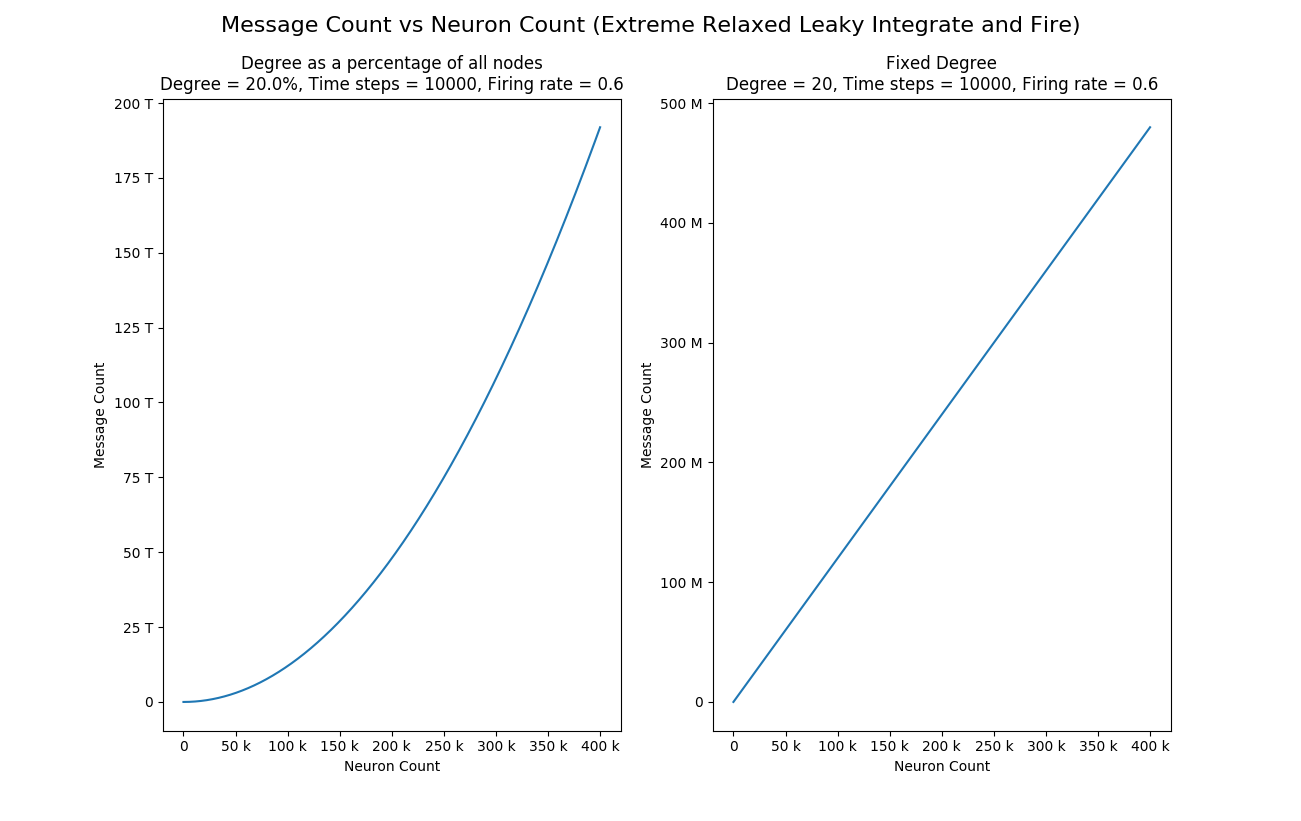 Message Count vs Neuron Count (Extreme Relaxed Leaky Integrate and Fire)
Degree as a percentage of all nodes
Degree = 20.0%, Time steps = 10000, Firing rate = 0.6
200 T
175 T
150 T
125 T
100 T
75 T
50 T
25 T
0
Message Count
0 50 k 100 k 150 k 200 k 250 k 300 k 350 k 400 k
Neuron Count
Fixed Degree
Degree = 20, Time steps = 10000, Firing rate = 0.6
500 M
400 M
300 M
200 M
100 M
0
Message Count
0 50 k 100 k 150 k 200 k 250 k 300 k 350 k 400 k
Neuron Count